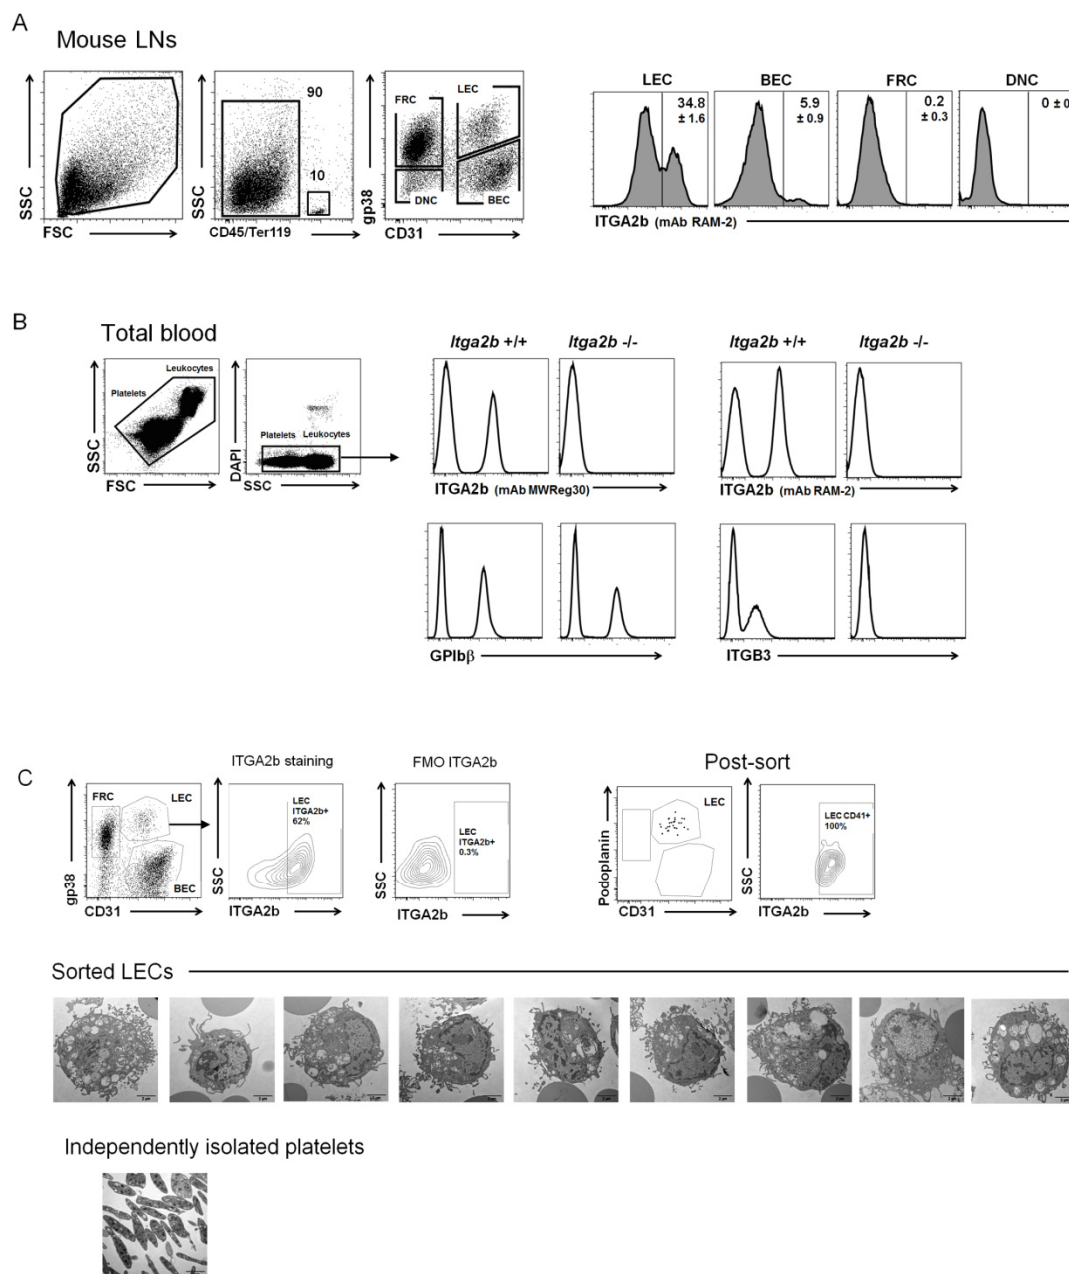 A
Mouse LNs
SSC
FSC
SSC
90
10
CD45/Ter119
gp38
FRC
LEC
DNC
BEC
CD31
LEC
BEC
FRC
DNC
34.8
± 1.6
5.9
± 0.9
0.2
± 0.3
0 ± 0
ITGA2b (mAb RAM-2)
B
Total blood
SSC
Platelets
Leukocytes
FSC
DAPI
Platelets
Leukocytes
SSC
Itga2b +/+
Itga2b -/-
Itga2b +/+
Itga2b -/-
ITGA2b (mAb MWReg30)
ITGA2b (mAb RAM-2)
GPIbβ
ITGB3
C
ITGA2b staining
FMO ITGA2b
Post-sort
gp38
FRC
LEC
BEC
CD31
SSC
LEC
ITGA2b+
62%
ITGA2b
SSC
LEC
ITGA2b+
0.3%
ITGA2b
Podoplanin
LEC
CD31
SSC
LEC CD41+
100%
ITGA2b
Sorted LECs
Independently isolated platelets